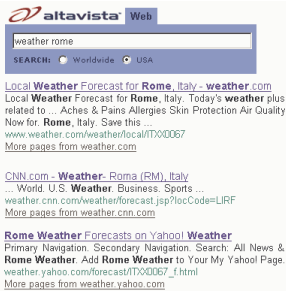 altavista Web
weather rome
SEARCH: Worldwide USA
Local Weather Forecast for Rome, Italy - weather.com
Local Weather Forecast for Rome, Italy. Today's weather plus
related to ... Aches & Pains Allergies Skin Protection Air Quality
Now for. Rome, Italy. Save this ...
www.weather.com/weather/local/ITXX0067
More pages from weather.com
CNN.com - Weather- Roma (RM), Italy
... World. U.S. Weather. Business. Sports ...
weather.cnn.com/weather/forecast.jsp?locCode=LIRF
More pages from weather.cnn.com
Rome Weather Forecasts on Yahoo! Weather
Primary Navigation. Secondary Navigation. Search: All News &
Rome Weather. Add Rome Weather to Your My Yahoo! Page.
weather.yahoo.com/forecast/ITXX0067_f.html
More pages from weather.yahoo.com